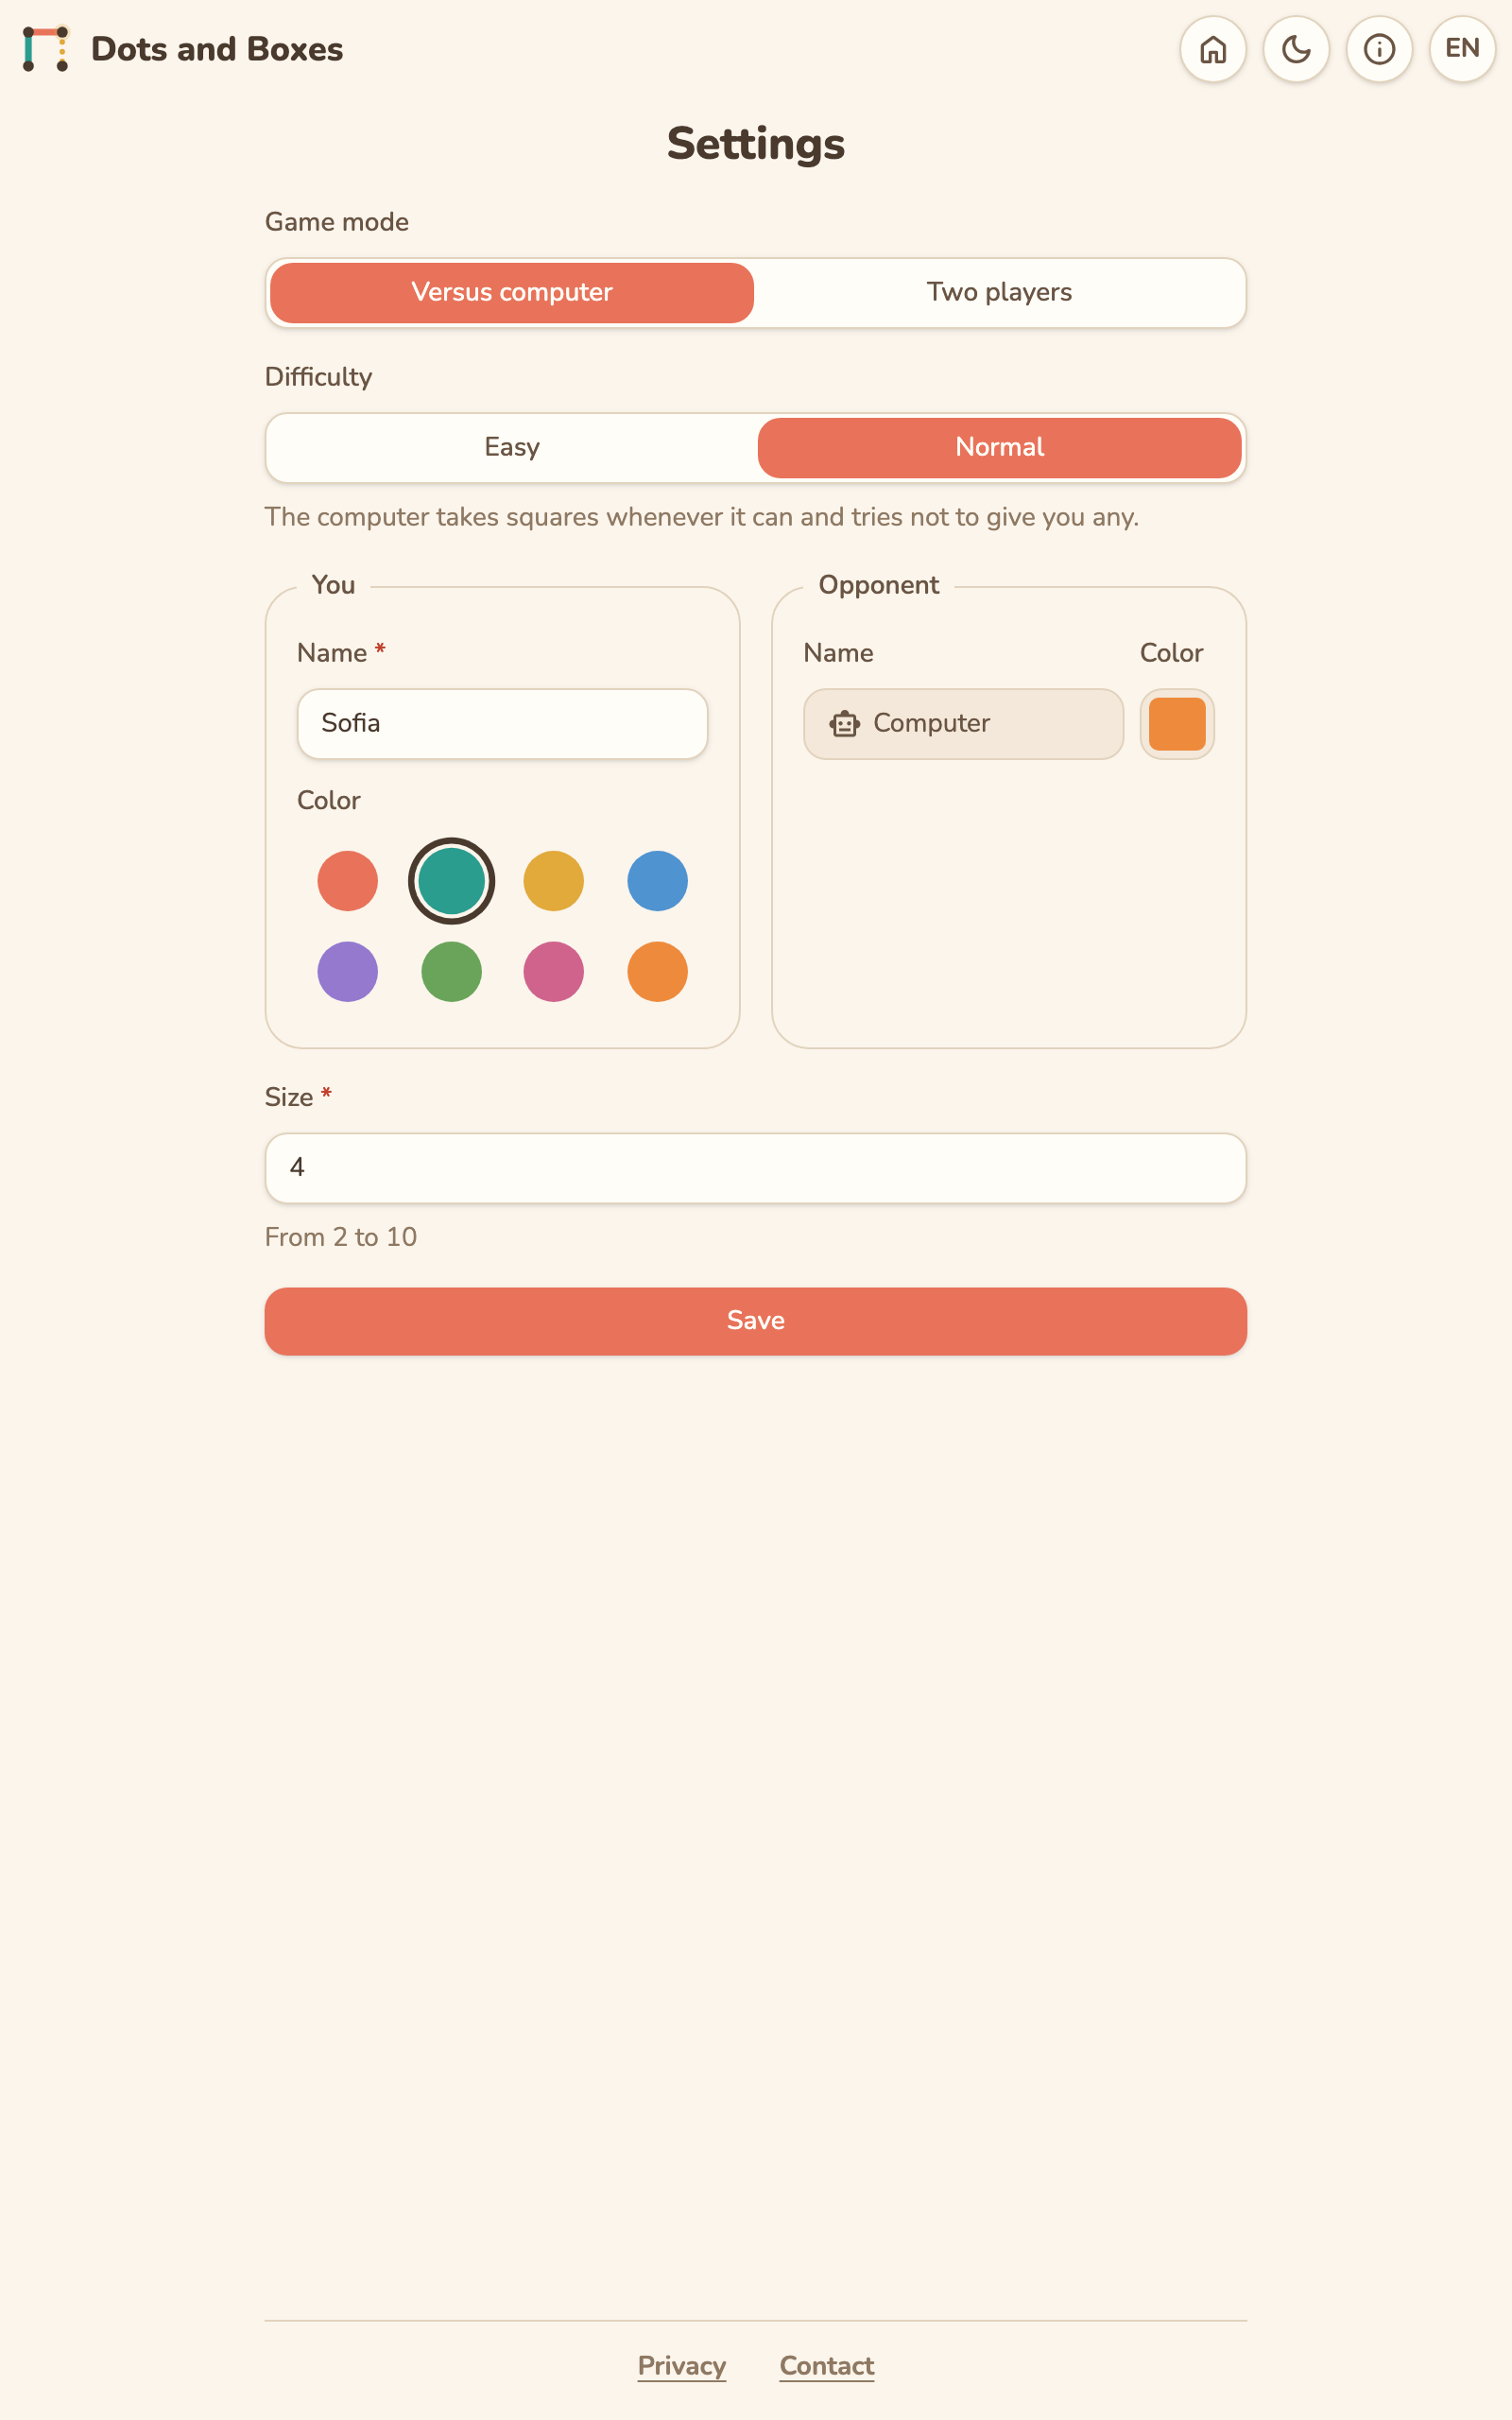 Dots and Boxes
EN
Settings
Game mode
Versus computer
Two players
Difficulty
Easy
Normal
The computer takes squares whenever it can and tries not to give you any.
You
Name *
Sofia
Color
Opponent
Name
Color
Computer
Size *
4
From 2 to 10
Save
Privacy
Contact